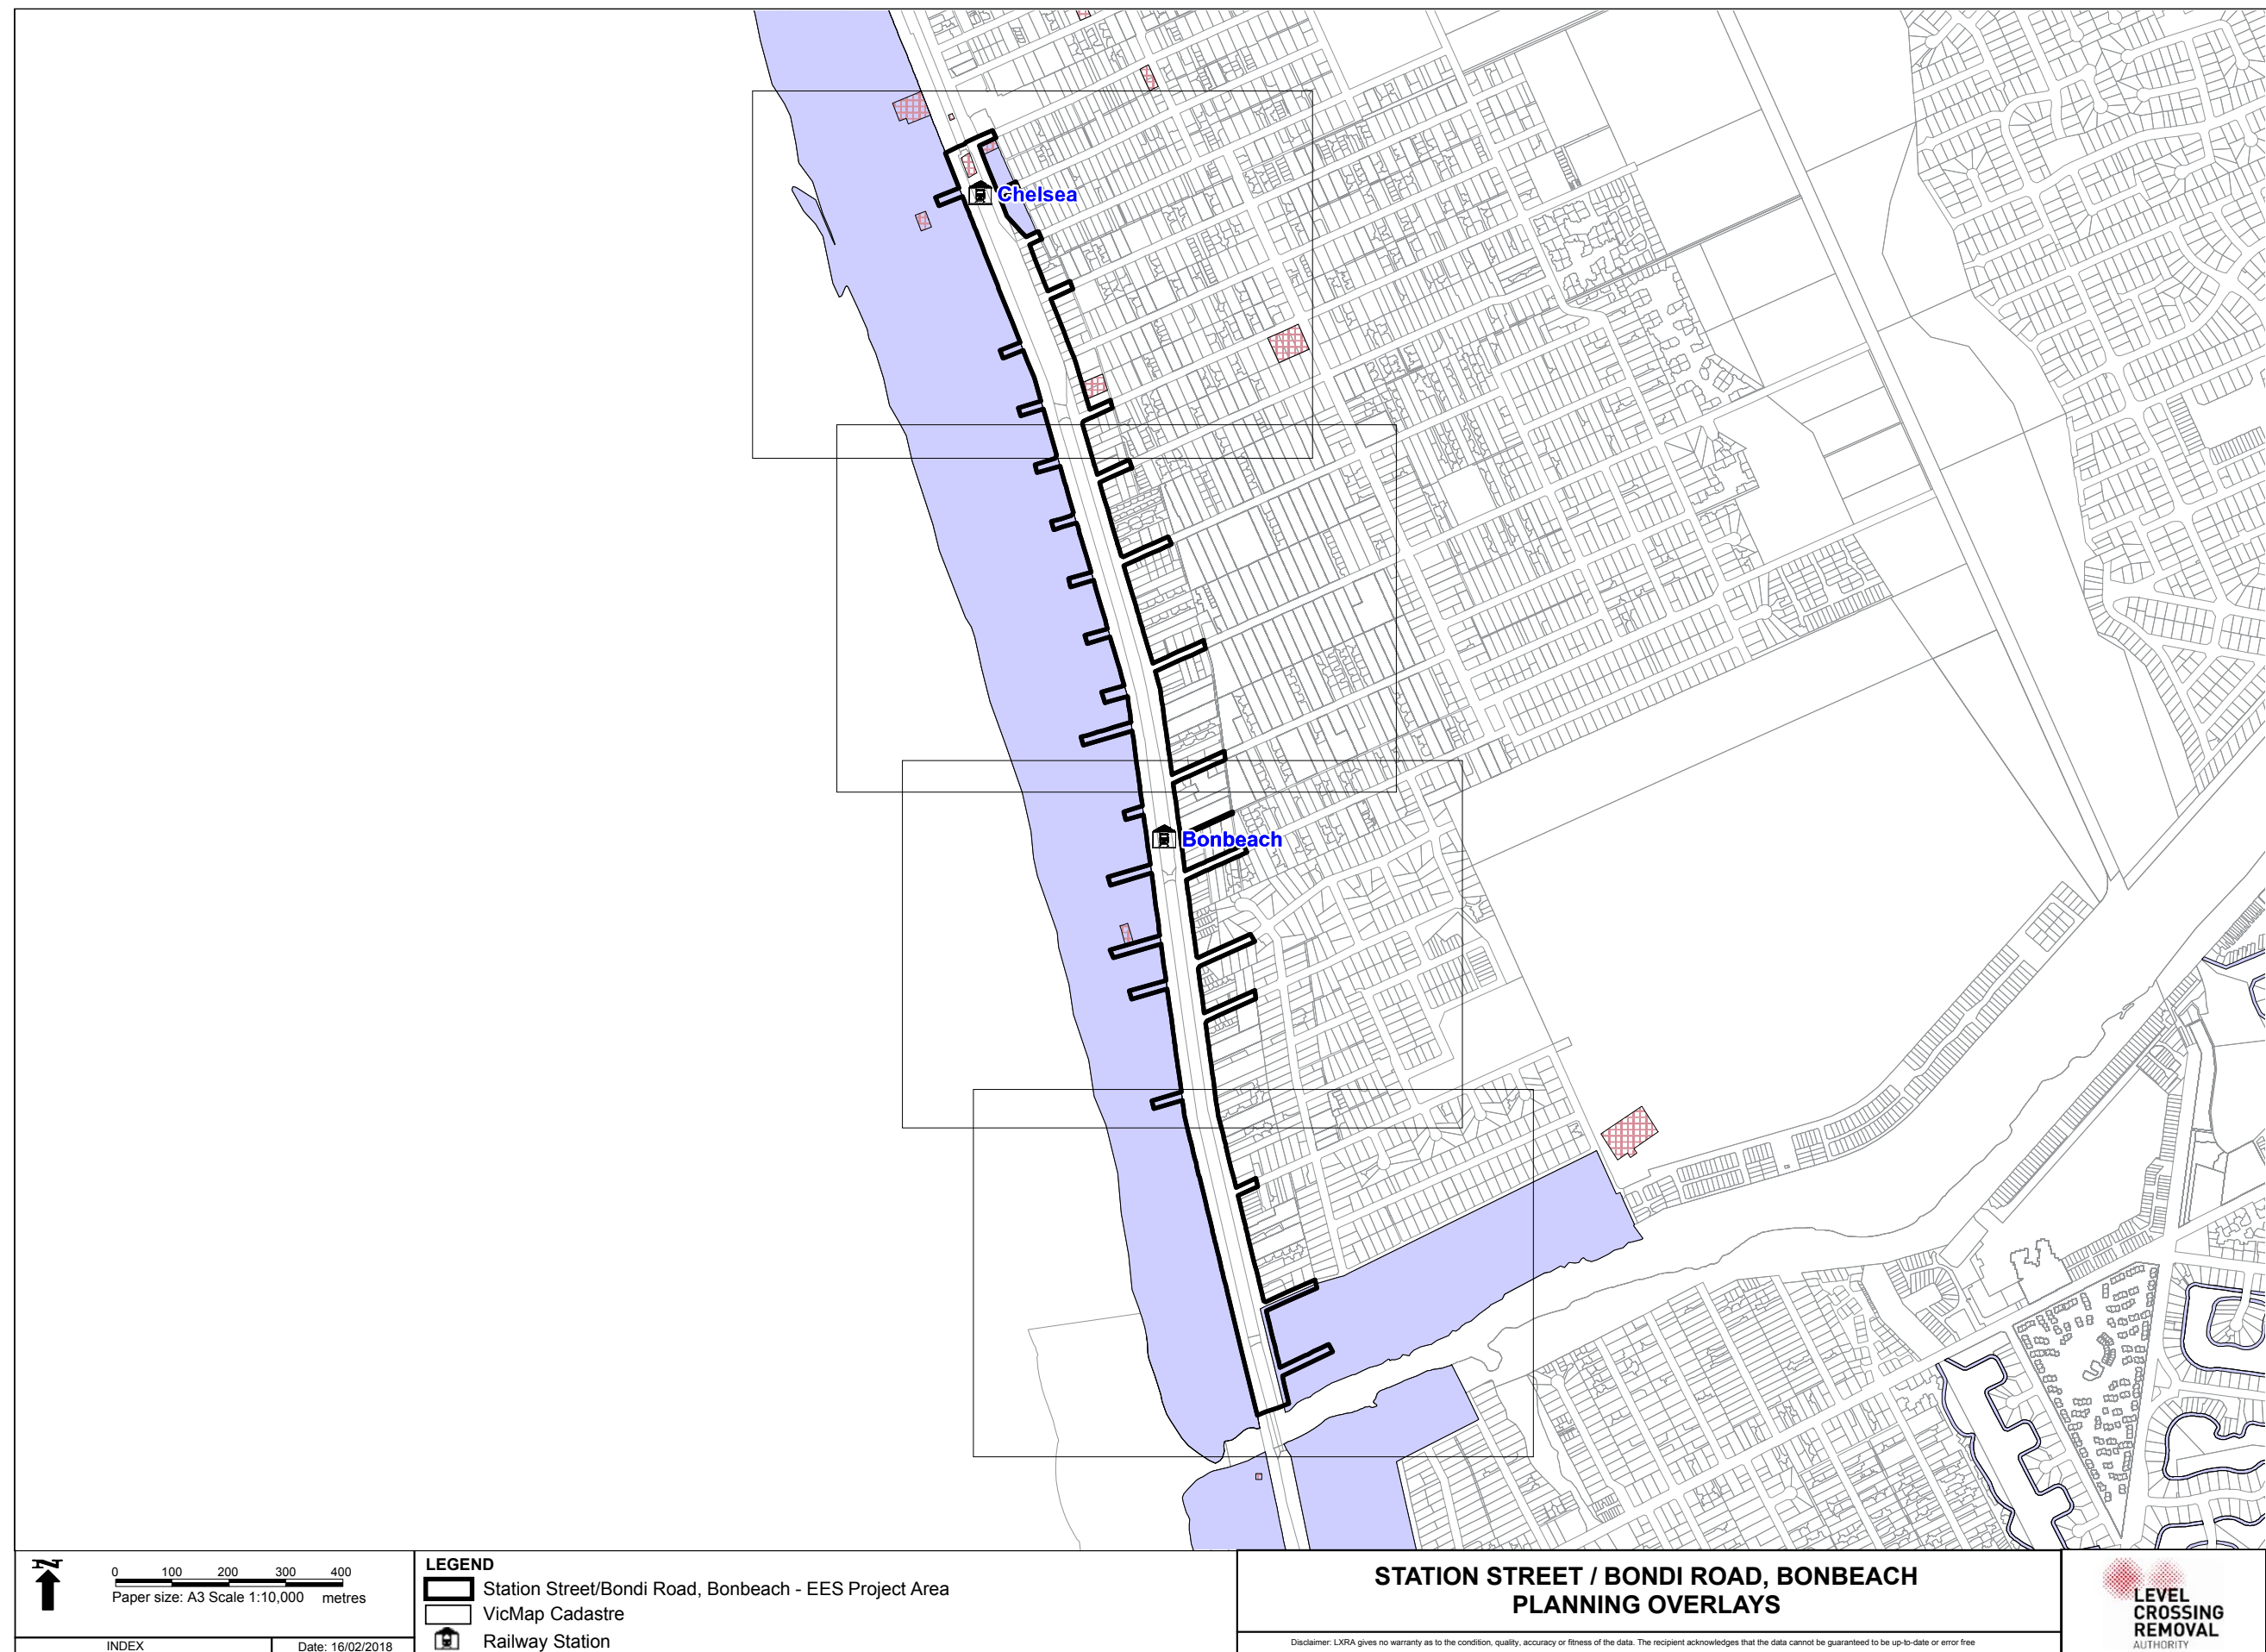 Chelsea
Bonbeach
N
0 100 200 300 400
Paper size: A3 Scale 1:10,000 metres
INDEX
Date: 16/02/2018
LEGEND
Station Street/Bondi Road, Bonbeach - EES Project Area
VicMap Cadastre
Railway Station
STATION STREET / BONDI ROAD, BONBEACH
PLANNING OVERLAYS
Disclaimer: LXRA gives no warranty as to the condition, quality, accuracy or fitness of the data. The recipient acknowledges that the data cannot be guaranteed to be up-to-date or error free
LEVEL
CROSSING
REMOVAL
AUTHORITY